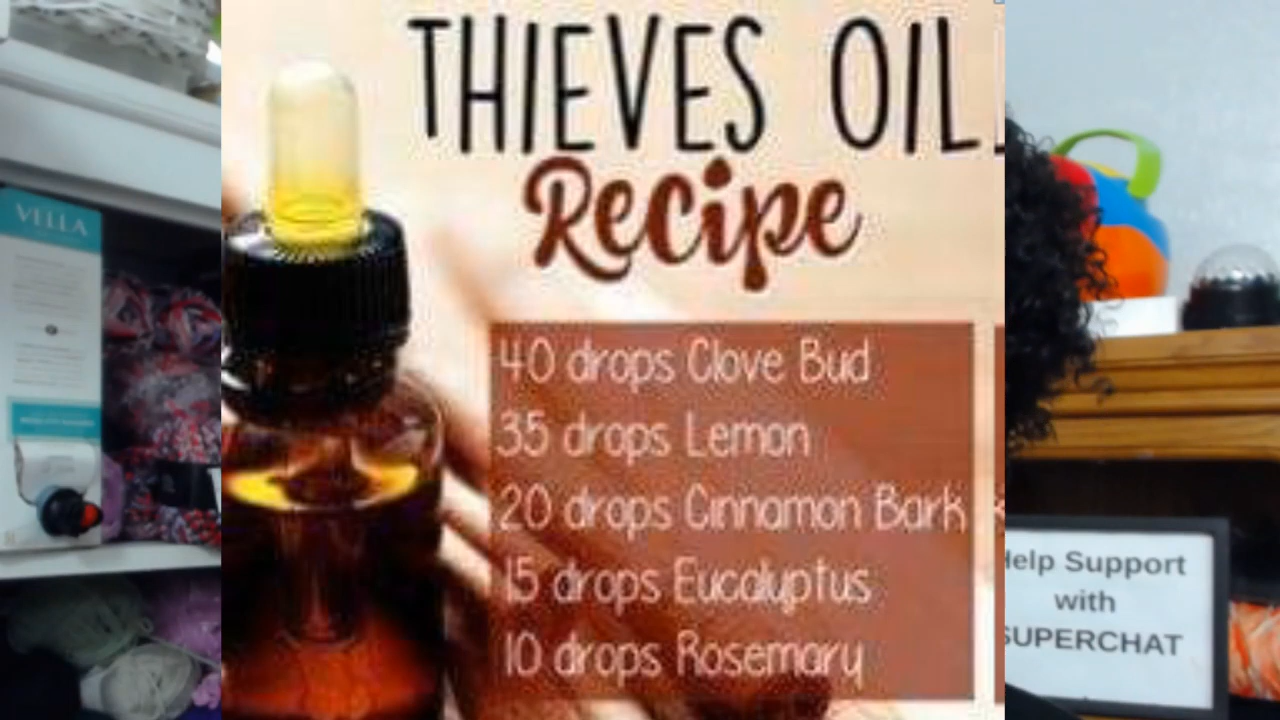 VELLA
THIEVES OIL
Recipe
40 drops Clove Bud
35 drops Lemon
20 drops Cinnamon Bark
15 drops Eucalyptus
10 drops Rosemary
Help Support
with
SUPERCHAT